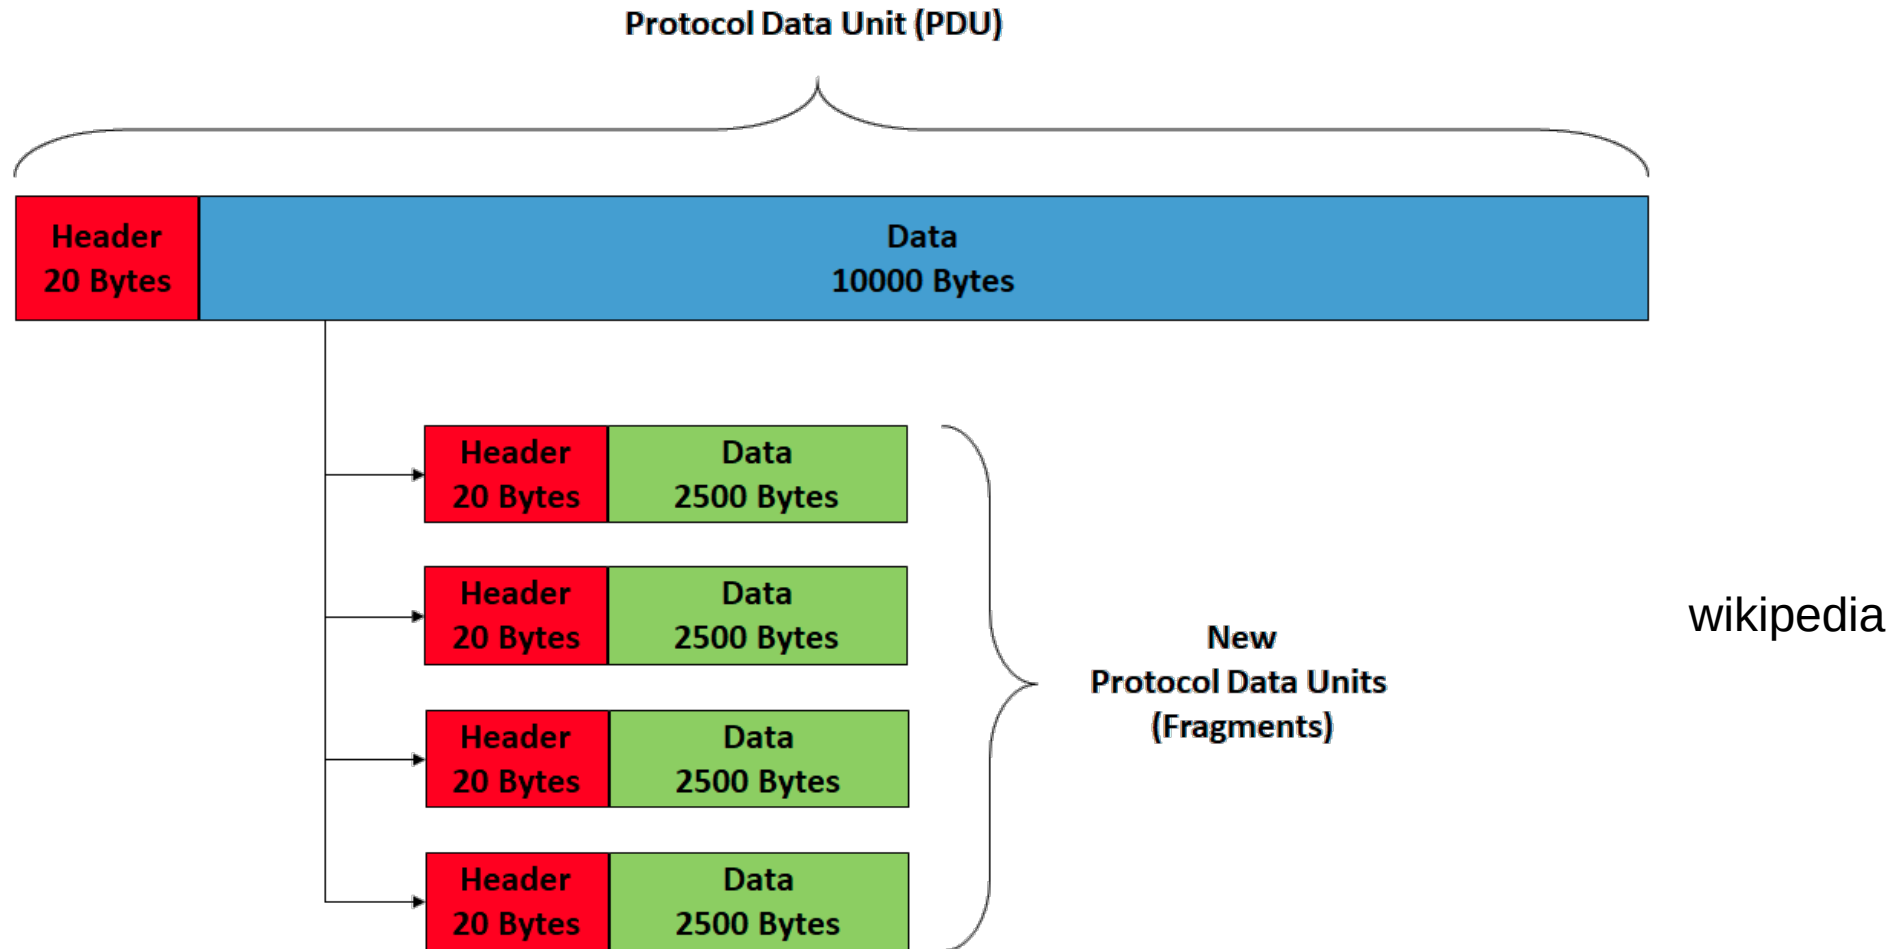 Protocol Data Unit (PDU)
Header
20 Bytes
Data
10000 Bytes
Header
20 Bytes
Data
2500 Bytes
Header
20 Bytes
Data
2500 Bytes
Header
20 Bytes
Data
2500 Bytes
Header
20 Bytes
Data
2500 Bytes
New
Protocol Data Units
(Fragments)
wikipedia